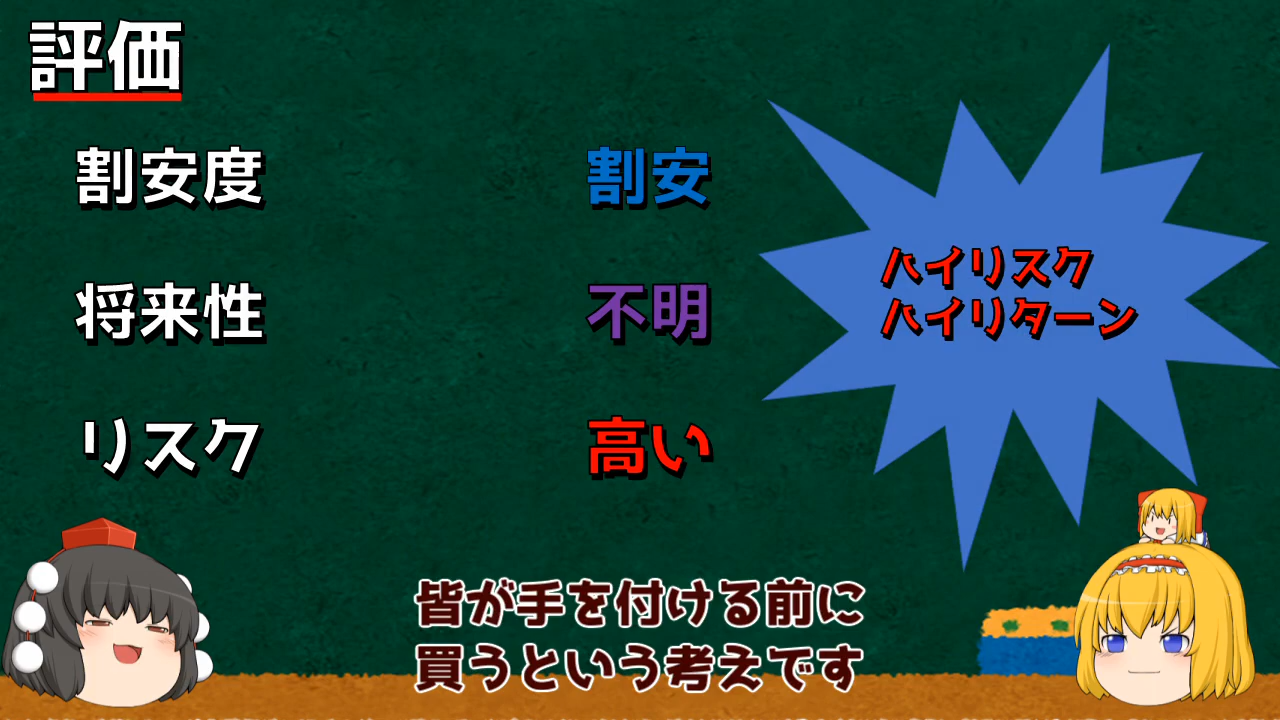 評価
割安度 割安
将来性 不明
リスク 高い
ハイリスク
ハイリターン
皆が手を付ける前に
買うという考えです